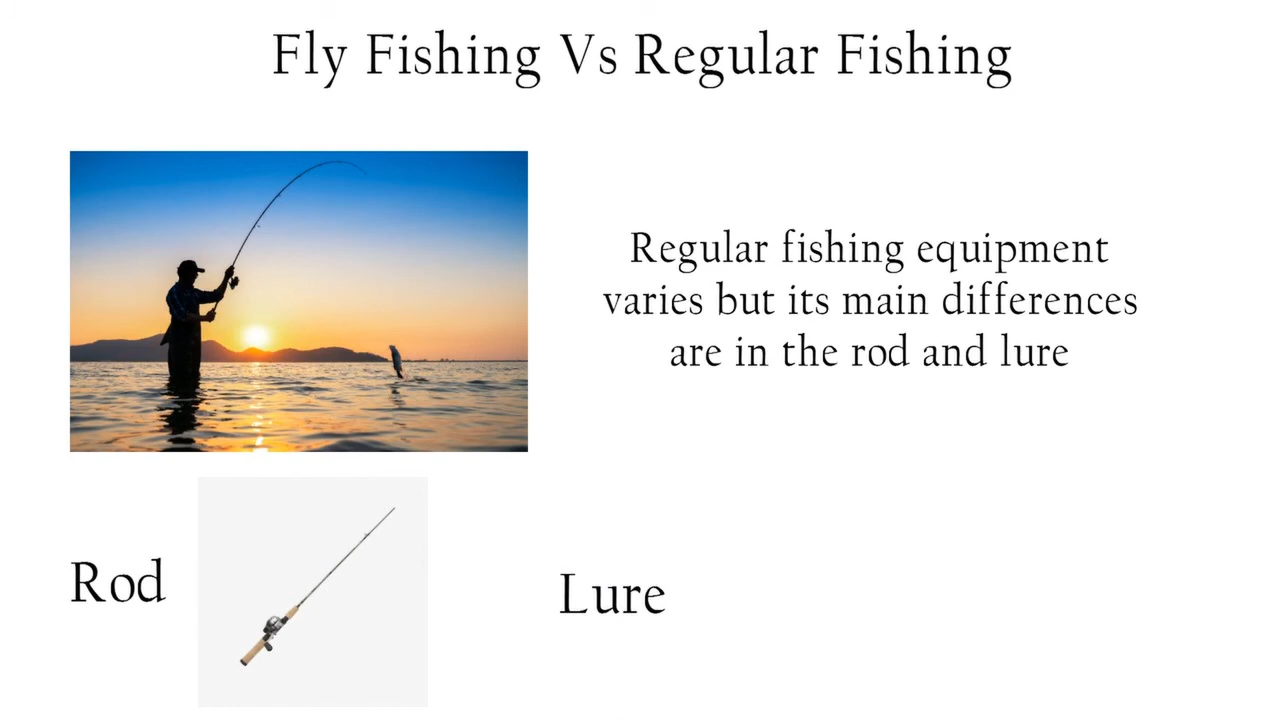 Fly Fishing Vs Regular Fishing
Regular fishing equipment
varies but its main differences
are in the rod and lure
Rod
Lure